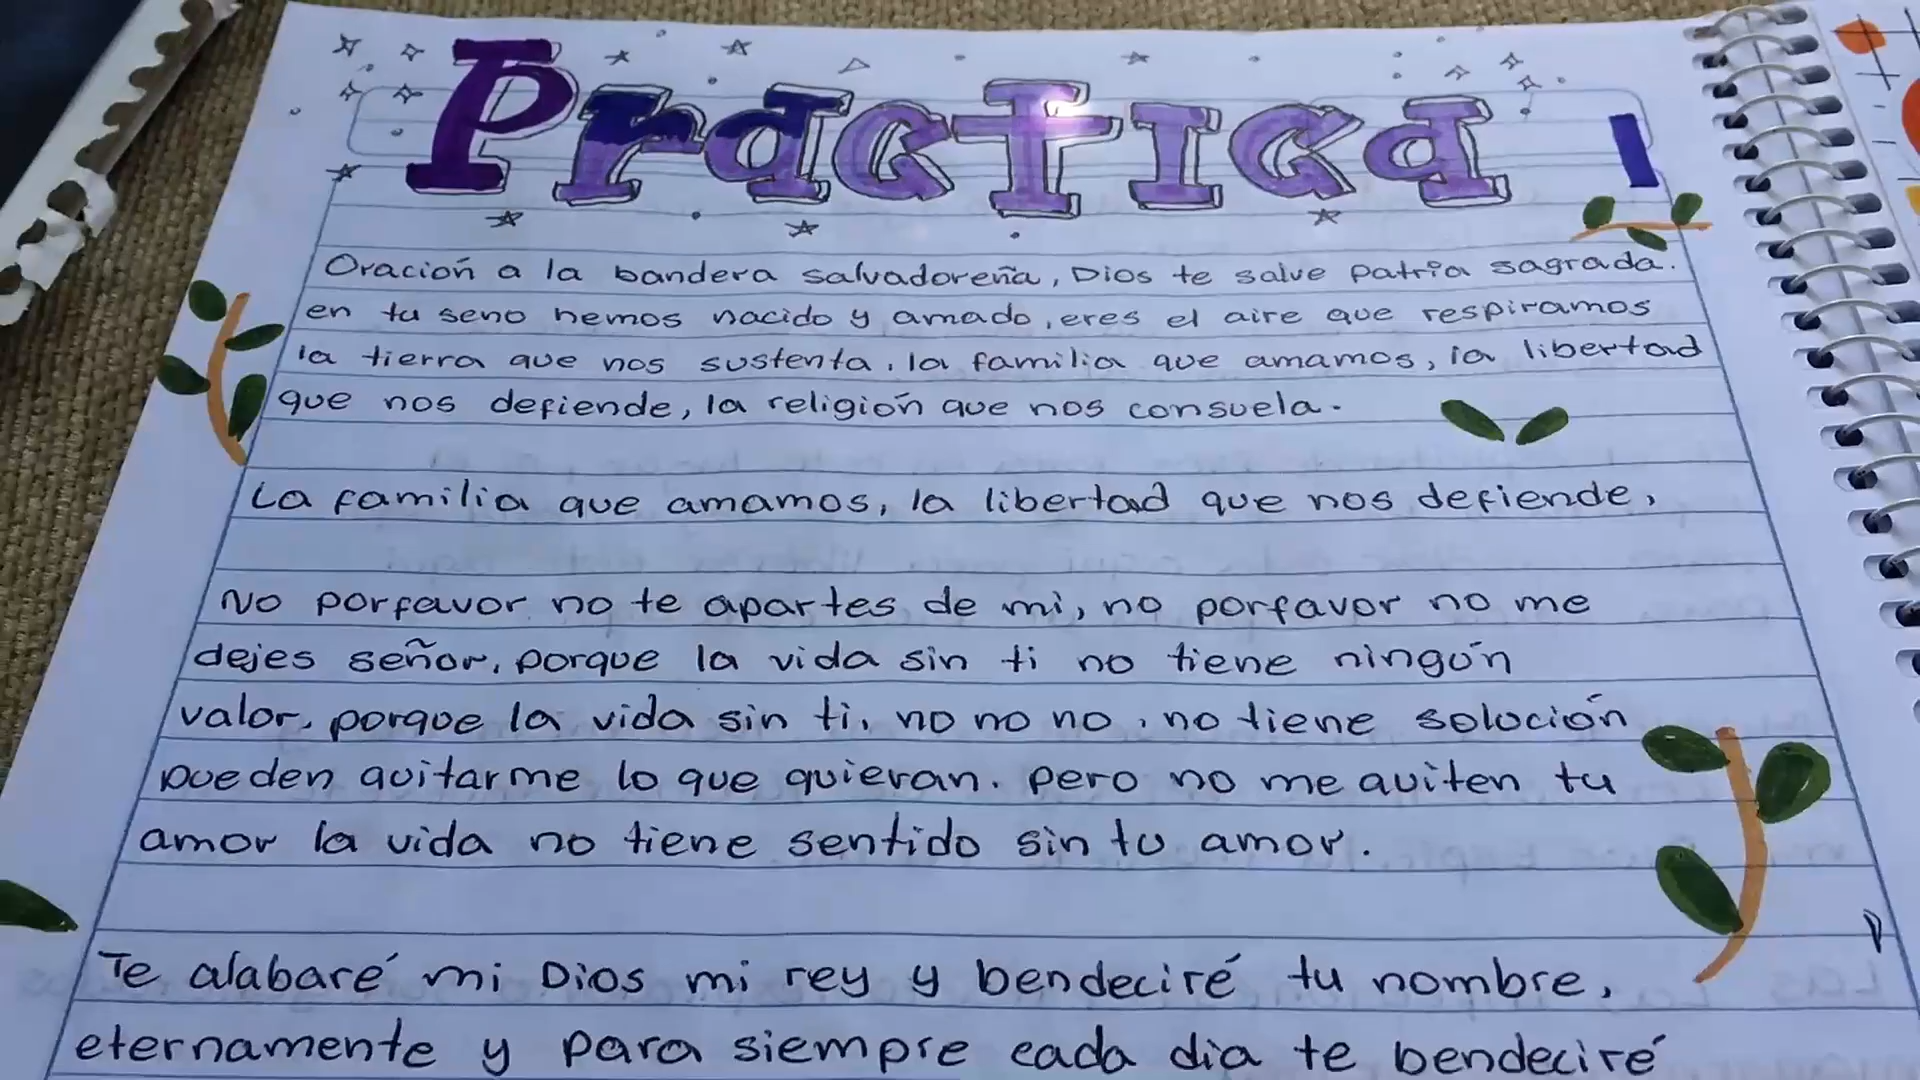 Practica 1
Oración a la bandera salvadoreña, Dios te salve patria sagrada.
en tu seno hemos nacido y amado, eres el aire que respiramos
la tierra que nos sustenta, la familia que amamos, la libertad
que nos defiende, la religión que nos consuela.
La familia que amamos, la libertad que nos defiende,
No porfavor no te apartes de mi, no porfavor no me
dejes señor, porque la vida sin ti no tiene ningún
valor, porque la vida sin ti, no no no, no tiene solución
pueden quitarme lo que quieran. pero no me quiten tu
amor la vida no tiene sentido sin tu amor.
Te alabaré mi Dios mi rey y bendeciré tu nombre,
eternamente y para siempre cada dia te bendeciré